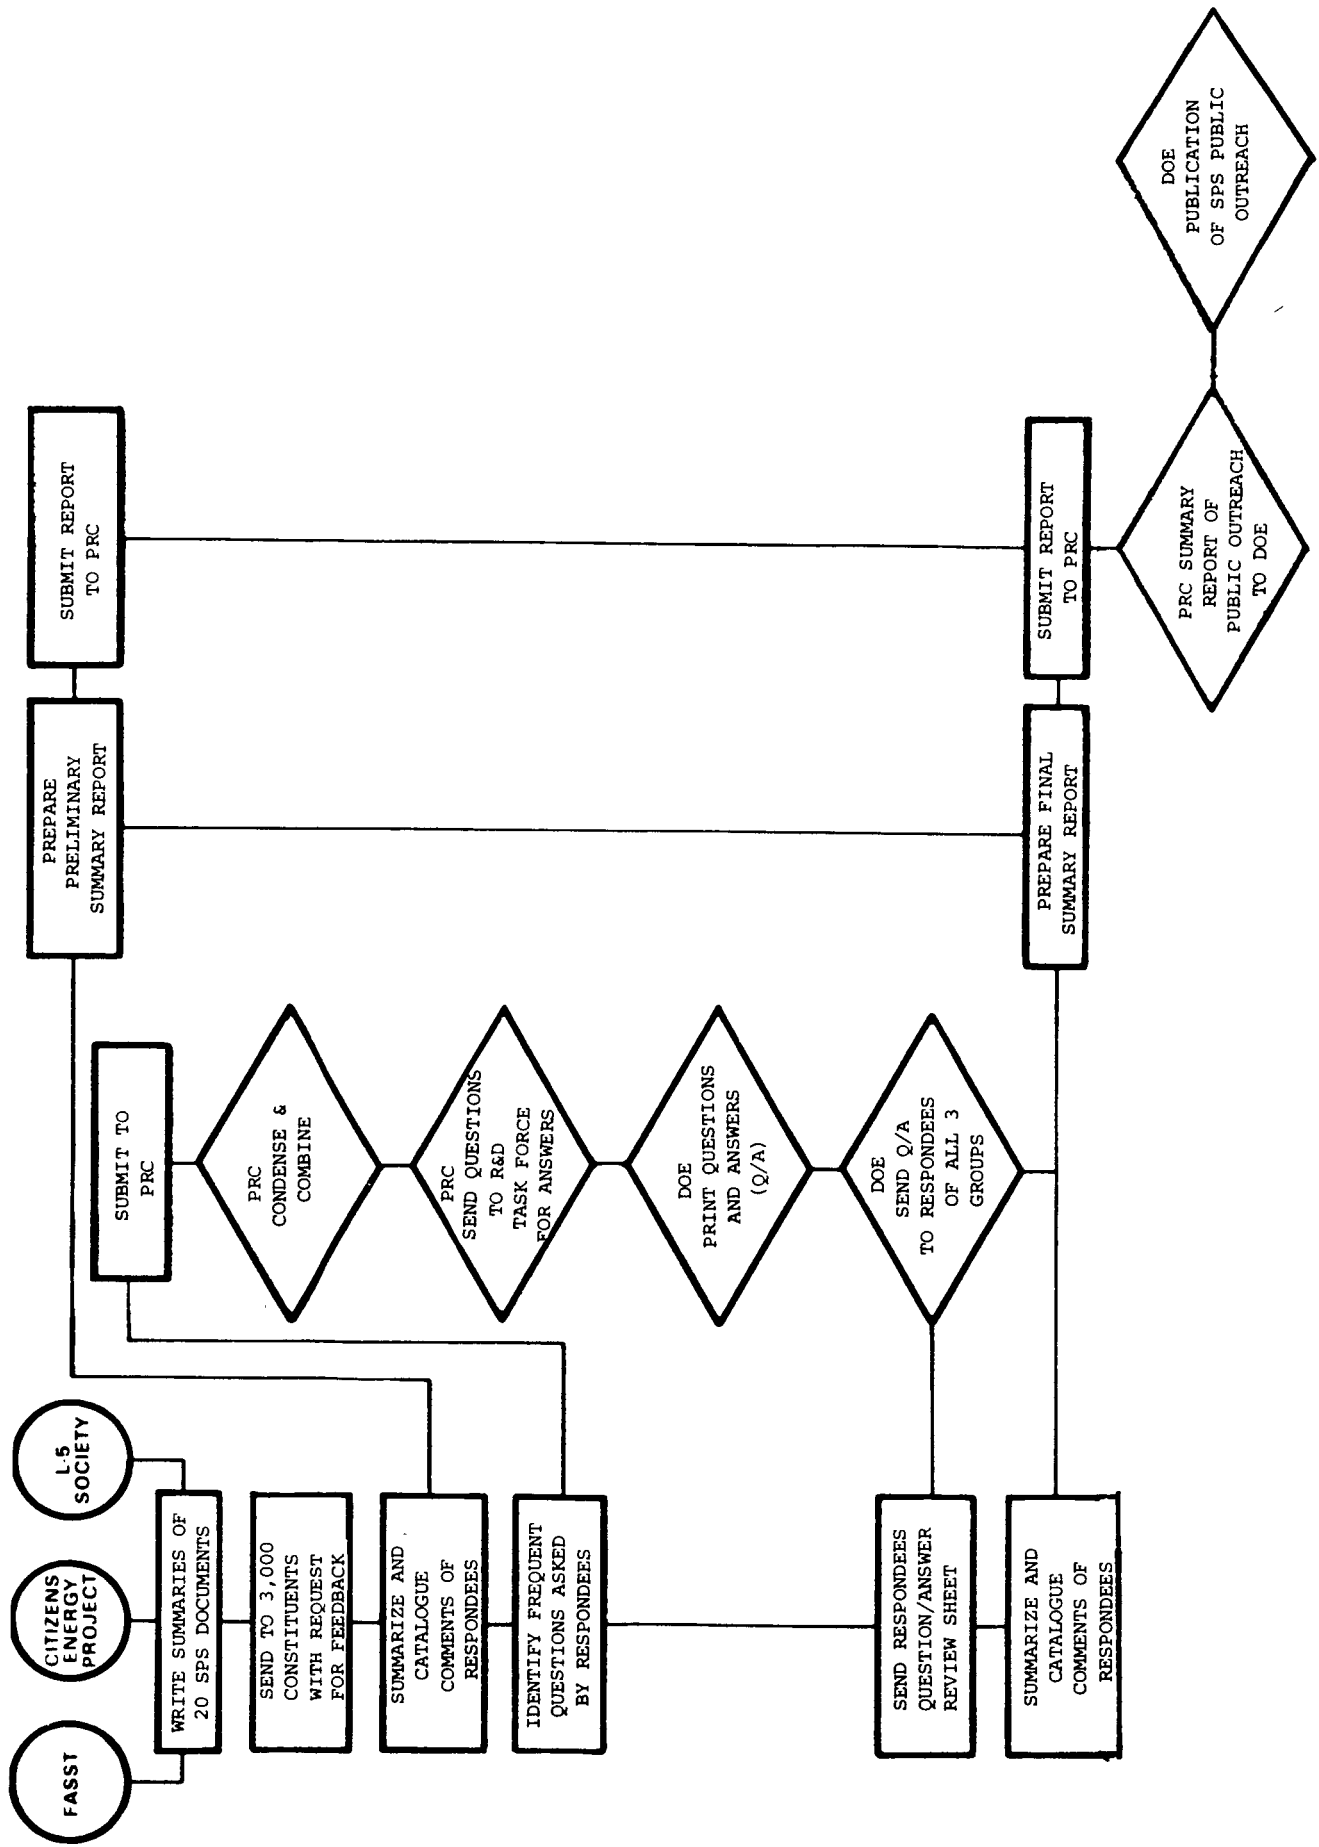 FASST
CITIZENS
ENERGY
PROJECT
L-5
SOCIETY
WRITE SUMMARIES OF
20 SPS DOCUMENTS
SEND TO 3,000
CONSTITUENTS
WITH REQUEST
FOR FEEDBACK
SUMMARIZE AND
CATALOGUE
COMMENTS OF
RESPONDEES
IDENTIFY FREQUENT
QUESTIONS ASKED
BY RESPONDEES
SEND RESPONDEES
QUESTION/ANSWER
REVIEW SHEET
SUMMARIZE AND
CATALOGUE
COMMENTS OF
RESPONDEES
SUBMIT TO
PRC
PRC
CONDENSE &
COMBINE
PRC
SEND QUESTIONS
TO R&D
TASK FORCE
FOR ANSWERS
DOE
PRINT QUESTIONS
AND ANSWERS
(Q/A)
DOE
SEND Q/A
TO RESPONDEES
OF ALL 3
GROUPS
PREPARE
PRELIMINARY
SUMMARY REPORT
SUBMIT REPORT
TO PRC
PREPARE FINAL
SUMMARY REPORT
SUBMIT REPORT
TO PRC
PRC SUMMARY
REPORT OF
PUBLIC OUTREACH
TO DOE
DOE
PUBLICATION
OF SPS PUBLIC
OUTREACH